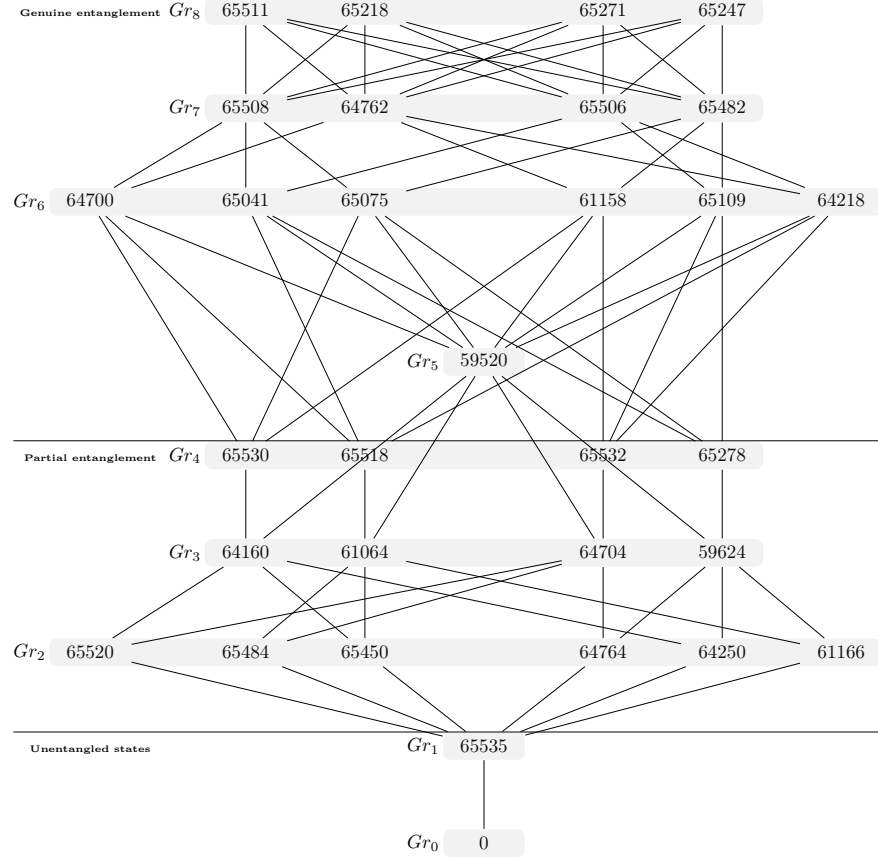 Genuine entanglement Gr8 65511 65218 65271 65247
Gr7 65508 64762 65506 65482
Gr6 64700 65041 65075 61158 65109 64218
Gr5 59520
Partial entanglement Gr4 65530 65518 65532 65278
Gr3 64160 61064 64704 59624
Gr2 65520 65484 65450 64764 64250 61166
Unentangled states Gr1 65535
Gr0 0